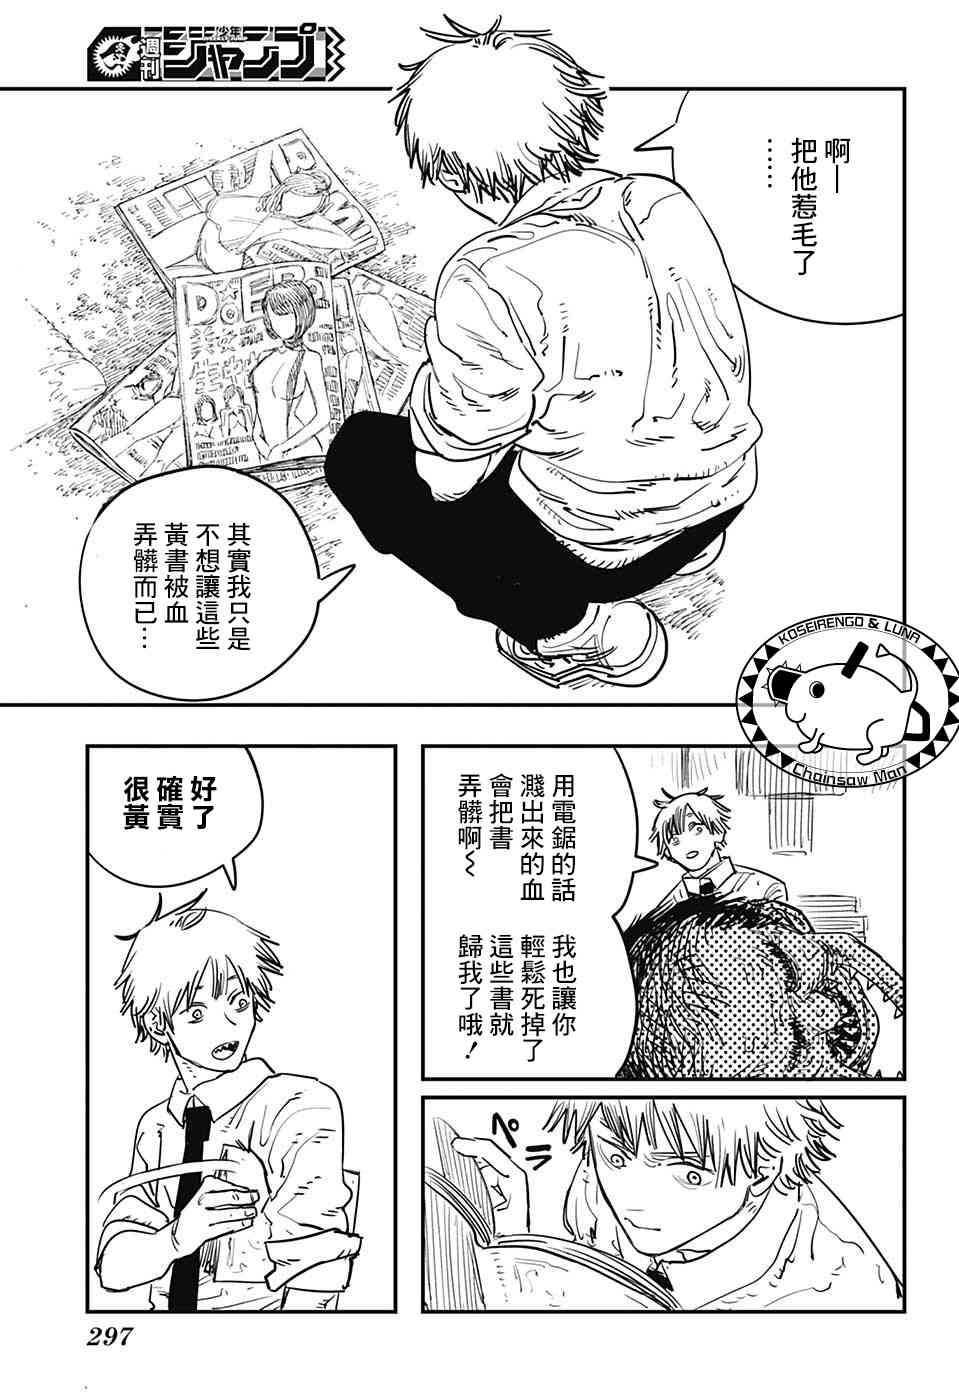 週刊
少年
ジャンプ
啊—
把他惹毛了
……
D★ERO
其實我只是
不想讓這些
黃書被血
弄髒而已…
KOSEIRENGO & LUNA
Chainsaw Man
用電鋸的話
濺出來的血
會把書
弄髒啊～
我也讓你
輕鬆死掉了
這些書就
歸我了哦！
ペラ
好了
確實
很黃
297